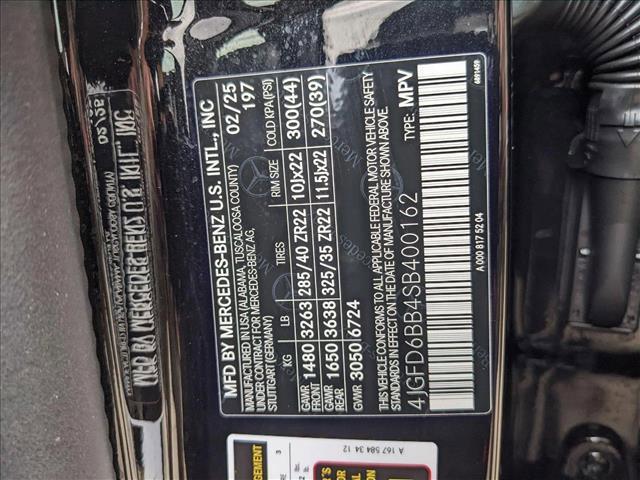 MFD BY MERCEDES-BENZ U.S. INTL., INC
MANUFACTURED IN USA (ALABAMA, TUSCALOOSA COUNTY) 02/25
UNDER CONTRACT FOR MERCEDES-BENZ AG, 197
STUTTGART (GERMANY)
KG LB TIRES RIM SIZE COLD KPA(PSI)
GAWR FRONT 1480 3263 285/40 ZR22 10Jx22 300(44)
GAWR REAR 1650 3638 325/35 ZR22 11.5Jx22 270(39)
GVWR 3050 6724
THIS VEHICLE CONFORMS TO ALL APPLICABLE FEDERAL MOTOR VEHICLE SAFETY
STANDARDS IN EFFECT ON THE DATE OF MANUFACTURE SHOWN ABOVE.
4JGFD6BB4SB400162 TYPE: MPV
A 000 817 52 04
6891459
A 167 584 34 12